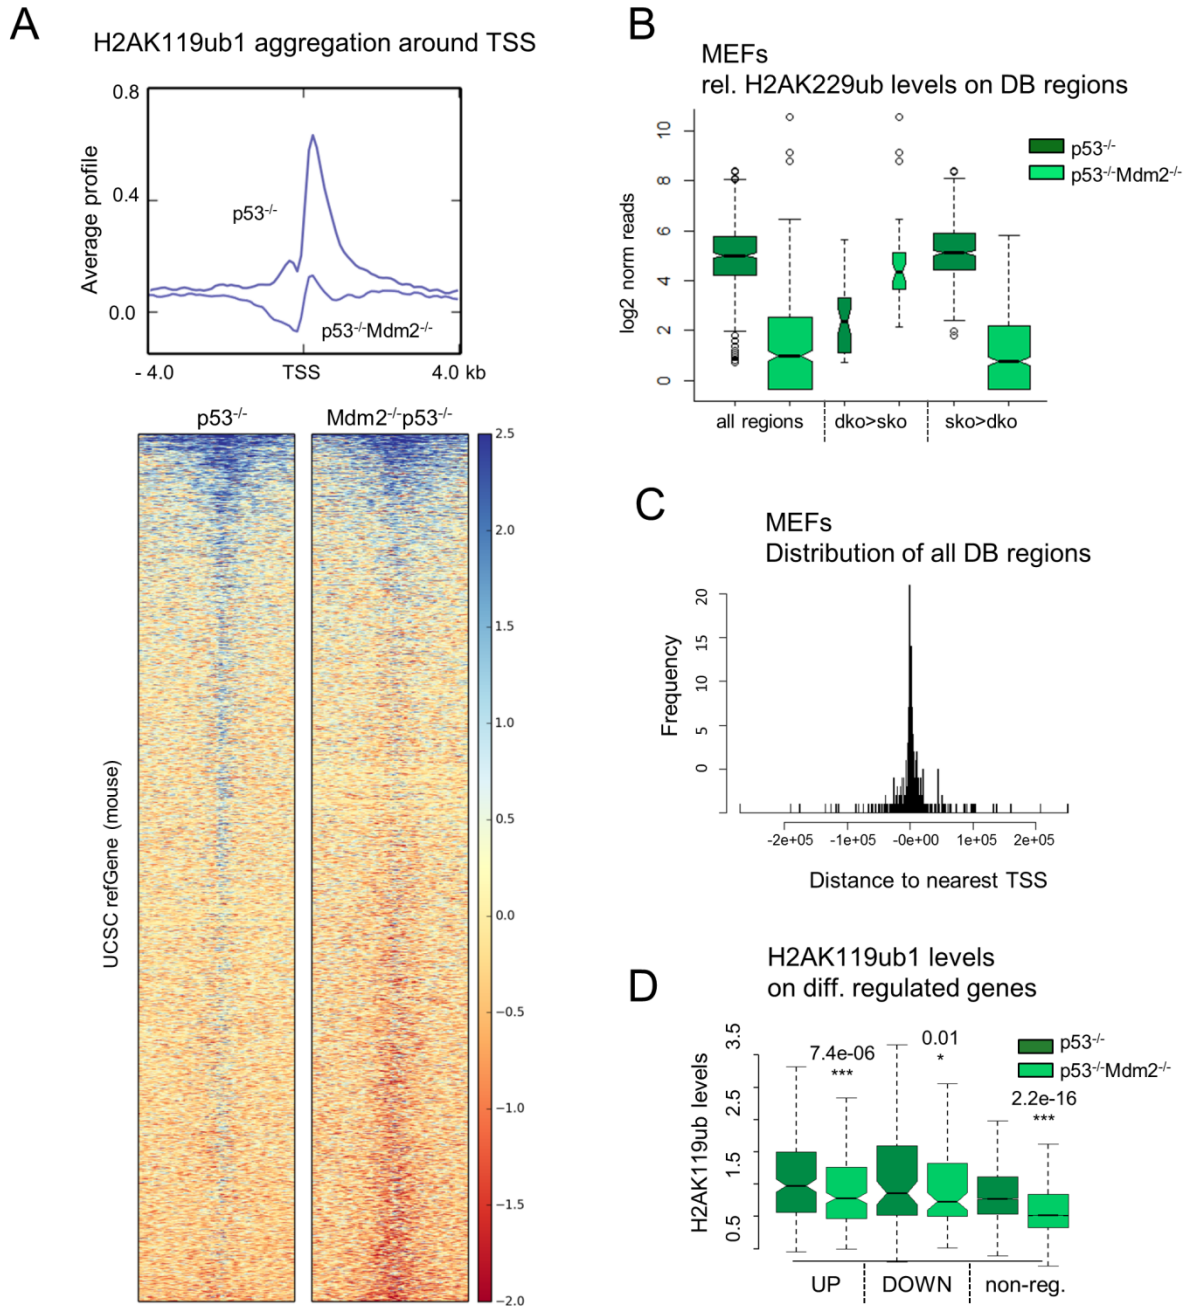 A
H2AK119ub1 aggregation around TSS
0.8
0.4
0.0
Average profile
p53-/-
p53-/-Mdm2-/-
- 4.0
TSS
4.0 kb
p53-/-
Mdm2-/-p53-/-
2.5
2.0
1.5
1.0
0.5
0.0
−0.5
−1.0
−1.5
−2.0
UCSC refGene (mouse)
B
MEFs
rel. H2AK229ub levels on DB regions
10
8
6
4
2
0
log2 norm reads
p53-/-
p53-/-Mdm2-/-
all regions
dko>sko
sko>dko
C
MEFs
Distribution of all DB regions
20
15
10
5
0
Frequency
-2e+05
-1e+05
-0e+00
1e+05
2e+05
Distance to nearest TSS
D
H2AK119ub1 levels
on diff. regulated genes
3.5
2.5
1.5
0.5
H2AK119ub levels
7.4e-06
***
0.01
*
2.2e-16
***
p53-/-
p53-/-Mdm2-/-
UP
DOWN
non-reg.